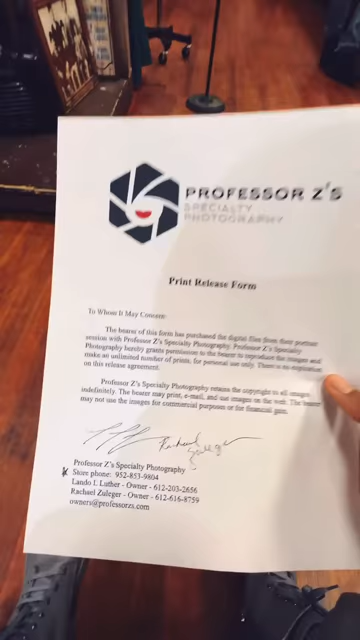 PROFESSOR Z'S
SPECIALTY
PHOTOGRAPHY
Print Release Form
To Whom It May Concern:
The bearer of this form has purchased the digital files from their portrait
session with Professor Z's Specialty Photography. Professor Z's Specialty
Photography hereby grants permission to the bearer to reproduce the images and
make an unlimited number of prints, for personal use only. There is no expiration
on this release agreement.
Professor Z's Specialty Photography retains the copyright to all images
indefinitely. The bearer may print, e-mail, and use images on the web. The bearer
may not use the images for commercial purposes or for financial gain.
Rachael
Zuleger
Professor Z's Specialty Photography
Store phone: 952-853-9804
Lando J. Luther - Owner - 612-203-2656
Rachael Zuleger - Owner - 612-616-8759
owners@professorzs.com